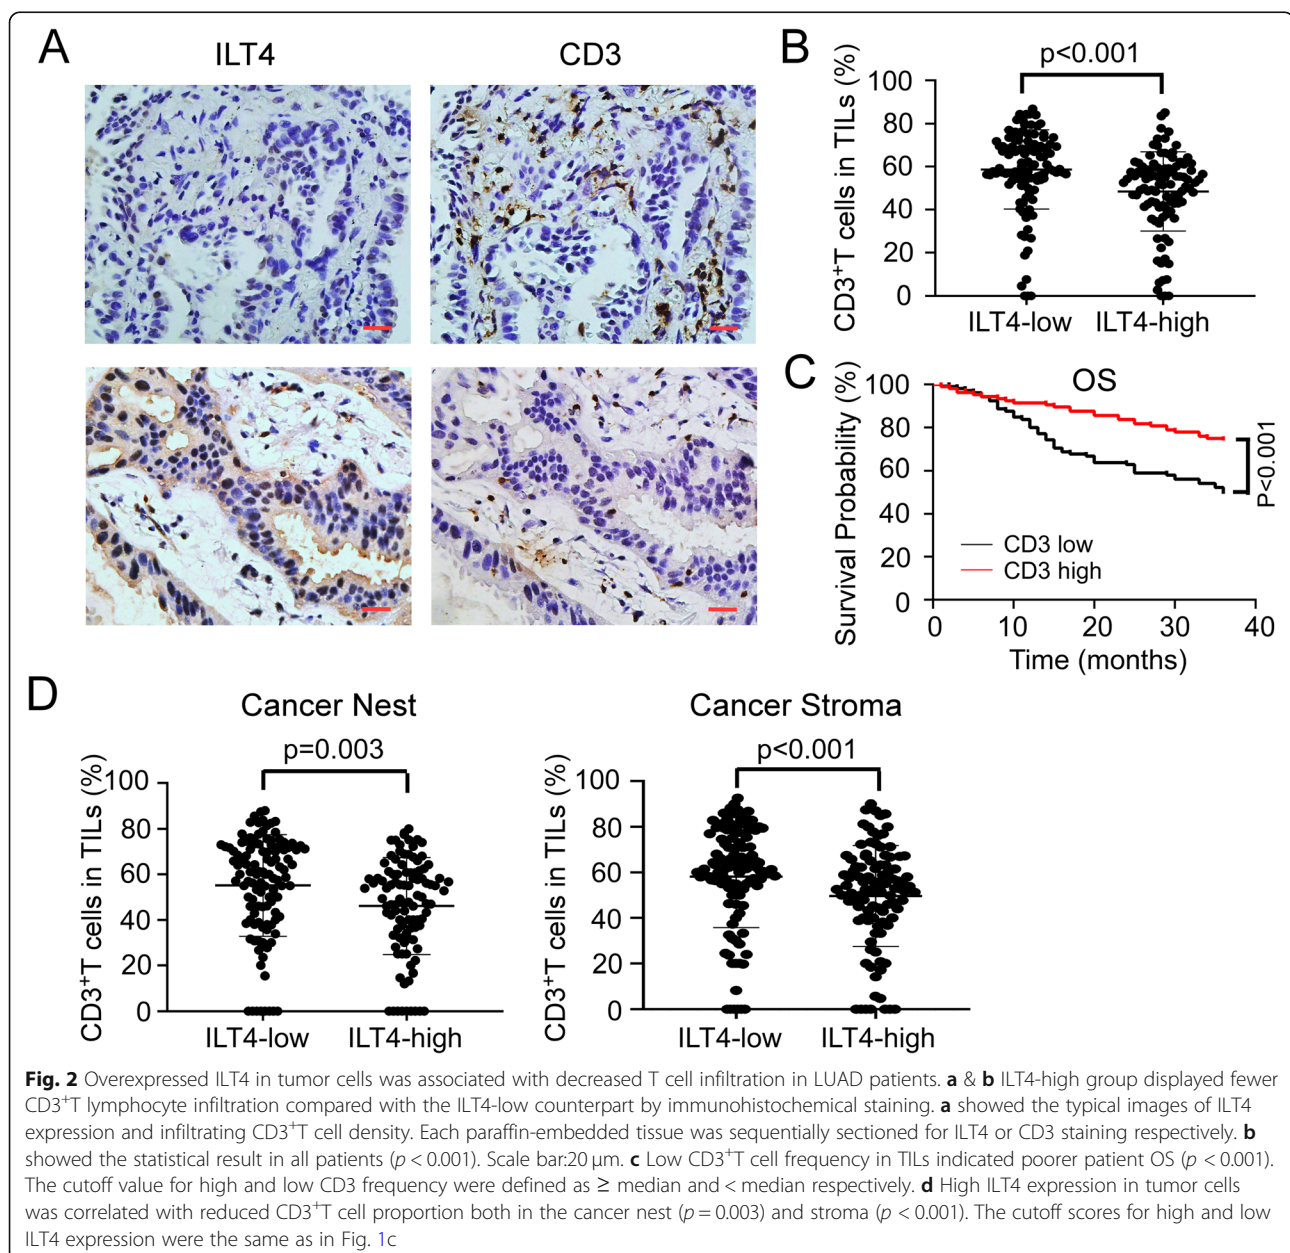 A
ILT4
CD3
B
p<0.001
CD3⁺T cells in TILs (%)
100
80
60
40
20
0
ILT4-low
ILT4-high
C
OS
Survival Probability (%)
100
80
60
40
20
0
CD3 low
CD3 high
P<0.001
0
10
20
30
40
Time (months)
D
Cancer Nest
p=0.003
CD3⁺T cells in TILs (%)
100
80
60
40
20
0
ILT4-low
ILT4-high
Cancer Stroma
p<0.001
CD3⁺T cells in TILs (%)
100
80
60
40
20
0
ILT4-low
ILT4-high
Fig. 2 Overexpressed ILT4 in tumor cells was associated with decreased T cell infiltration in LUAD patients. a & b ILT4-high group displayed fewer
CD3⁺T lymphocyte infiltration compared with the ILT4-low counterpart by immunohistochemical staining. a showed the typical images of ILT4
expression and infiltrating CD3⁺T cell density. Each paraffin-embedded tissue was sequentially sectioned for ILT4 or CD3 staining respectively. b
showed the statistical result in all patients (p < 0.001). Scale bar:20 μm. c Low CD3⁺T cell frequency in TILs indicated poorer patient OS (p < 0.001).
The cutoff value for high and low CD3 frequency were defined as ≥ median and < median respectively. d High ILT4 expression in tumor cells
was correlated with reduced CD3⁺T cell proportion both in the cancer nest (p = 0.003) and stroma (p < 0.001). The cutoff scores for high and low
ILT4 expression were the same as in Fig. 1c